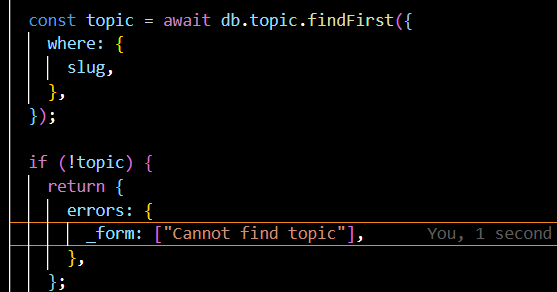 const topic = await db.topic.findFirst({
where: {
slug,
},
});
if (!topic) {
return {
errors: {
_form: ["Cannot find topic"], You, 1 second
},
};